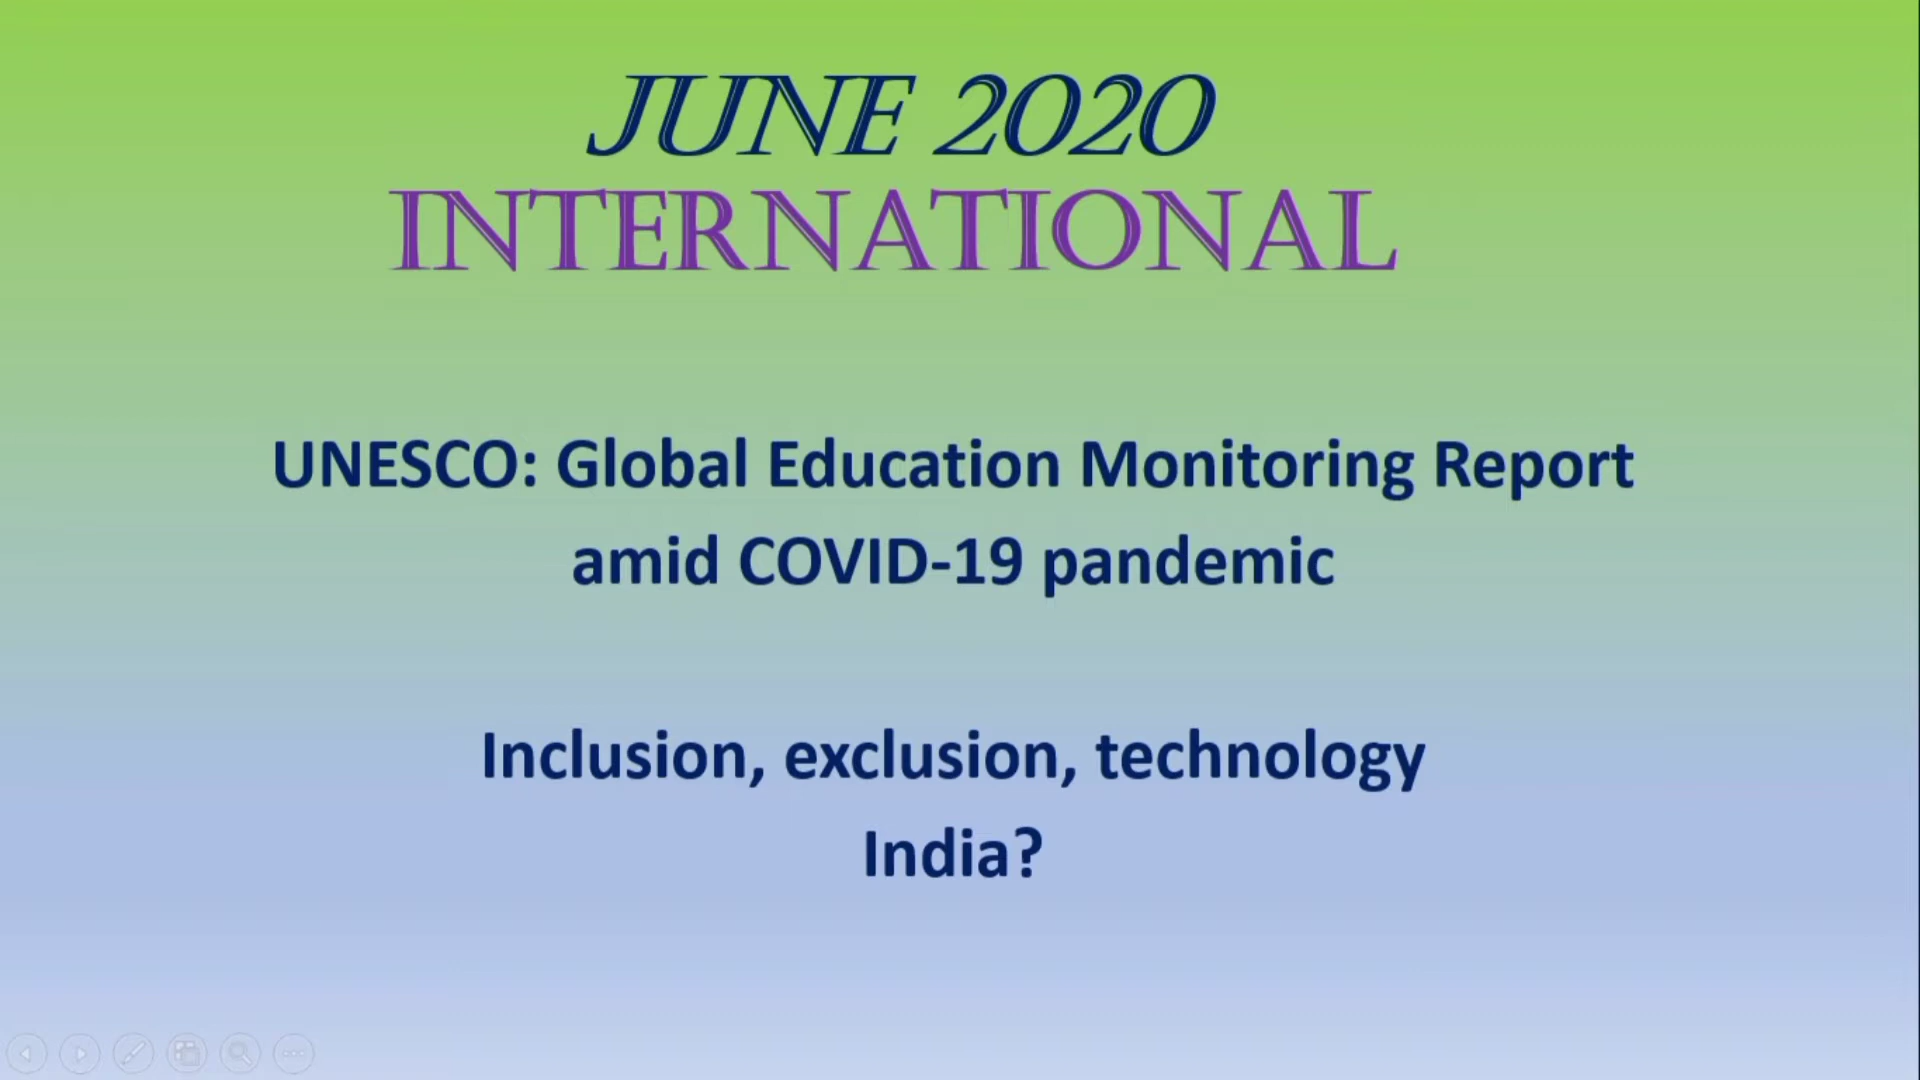 JUNE 2020
INTERNATIONAL
UNESCO: Global Education Monitoring Report
amid COVID-19 pandemic
Inclusion, exclusion, technology
India?